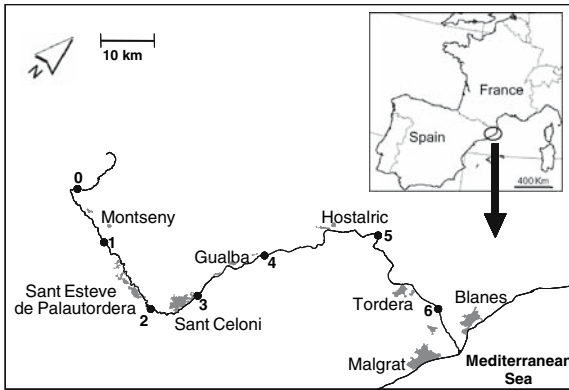 N
10 km
France
Spain
400 Km
0
Montseny
1
Hostalric
5
Gualba
4
Sant Esteve
de Palautordera
2
3
Sant Celoni
Tordera
6
Blanes
Malgrat
Mediterranean
Sea